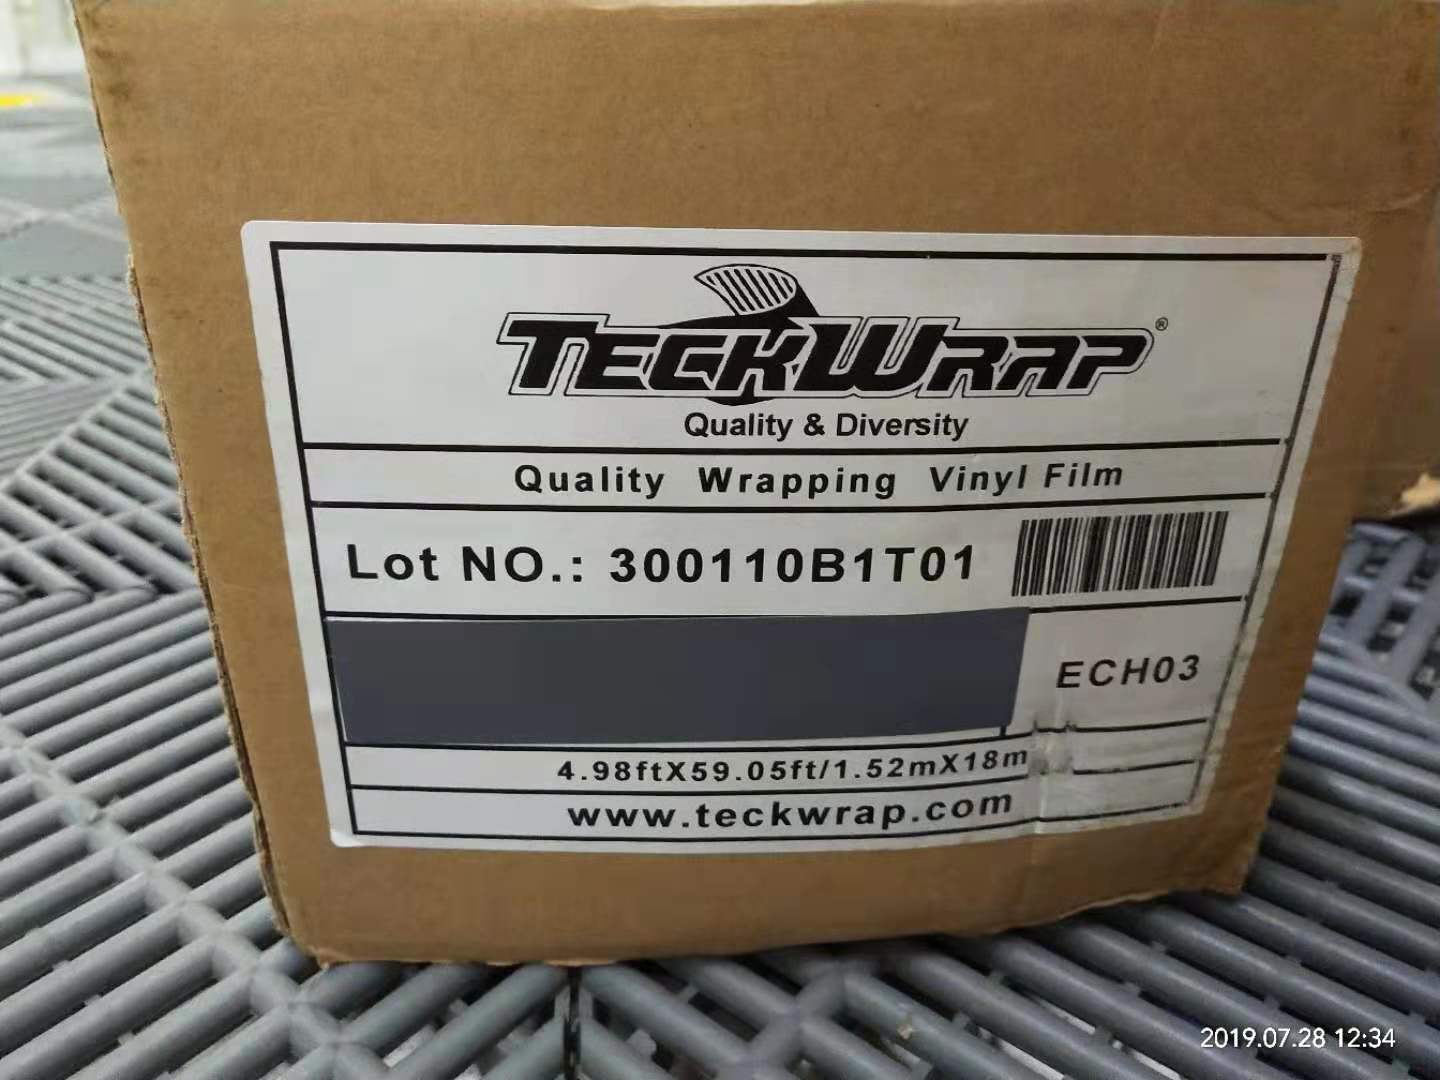 TECKWRAP®
Quality & Diversity
Quality Wrapping Vinyl Film
Lot NO.: 300110B1T01
ECH03
4.98ftX59.05ft/1.52mX18m
www.teckwrap.com
2019.07.28 12:34